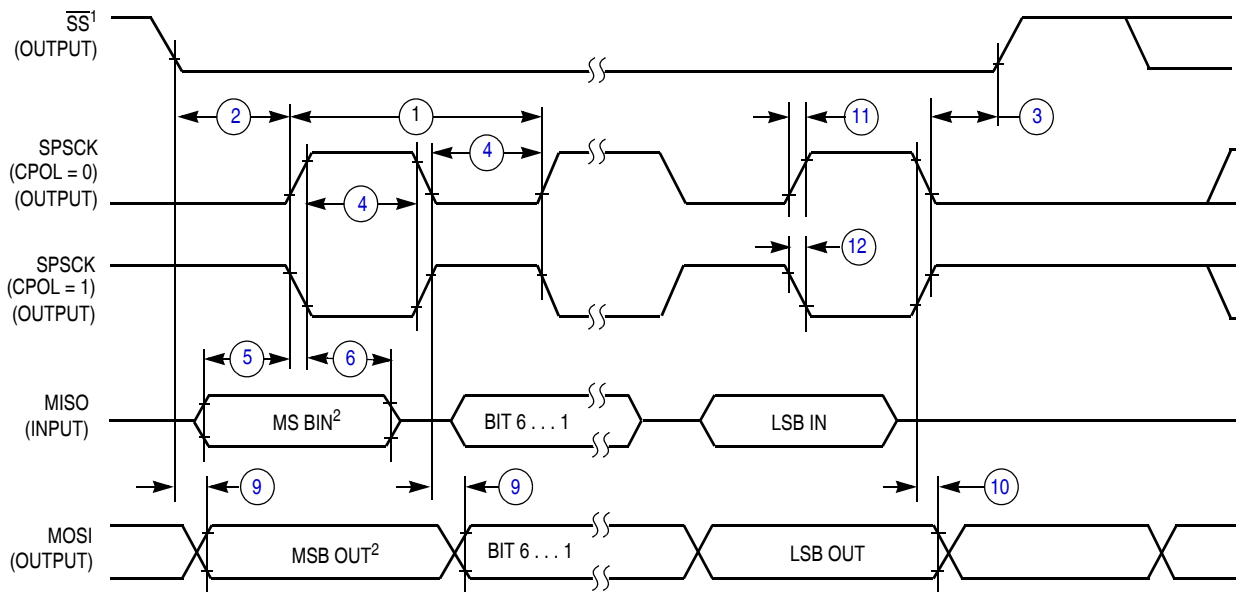 SS¹
(OUTPUT)
2
1
11
3
SPSCK
(CPOL = 0)
(OUTPUT)
4
4
SPSCK
(CPOL = 1)
(OUTPUT)
12
5
6
MISO
(INPUT)
MS BIN²
BIT 6 . . . 1
LSB IN
9
9
10
MOSI
(OUTPUT)
MSB OUT²
BIT 6 . . . 1
LSB OUT